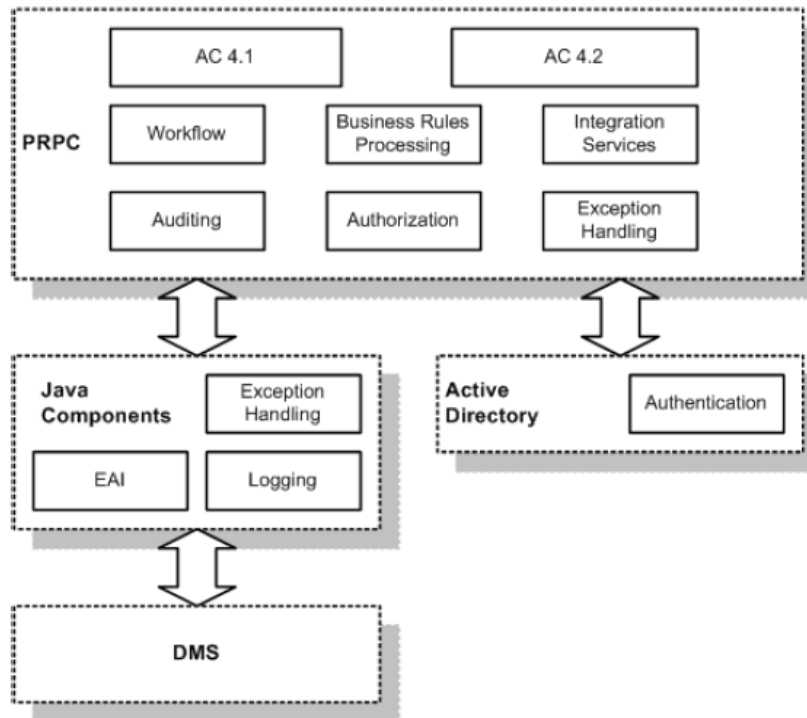 AC 4.1
AC 4.2
PRPC
Workflow
Business Rules
Processing
Integration
Services
Auditing
Authorization
Exception
Handling
Java
Components
Exception
Handling
EAI
Logging
Active
Directory
Authentication
DMS